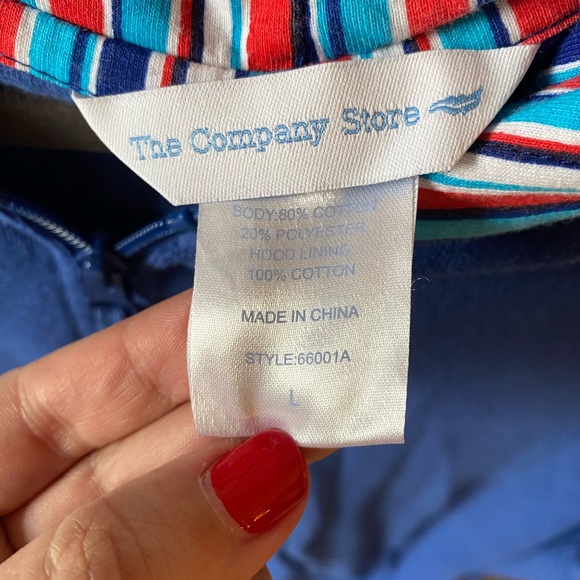 The Company Store
BODY:80% COTTON
20% POLYESTER
HOOD LINING
100% COTTON
MADE IN CHINA
STYLE:66001A
L